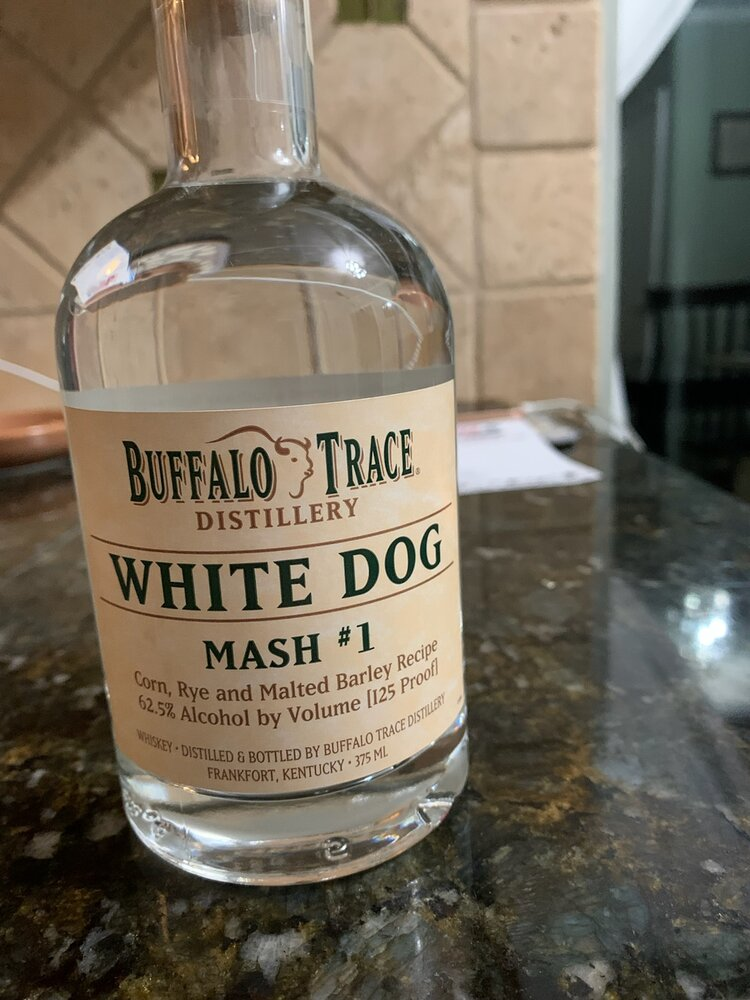 BUFFALO TRACE
DISTILLERY
WHITE DOG
MASH #1
Corn, Rye and Malted Barley Recipe
62.5% Alcohol by Volume [125 Proof]
WHISKEY • DISTILLED & BOTTLED BY BUFFALO TRACE DISTILLERY
FRANKFORT, KENTUCKY • 375 ML